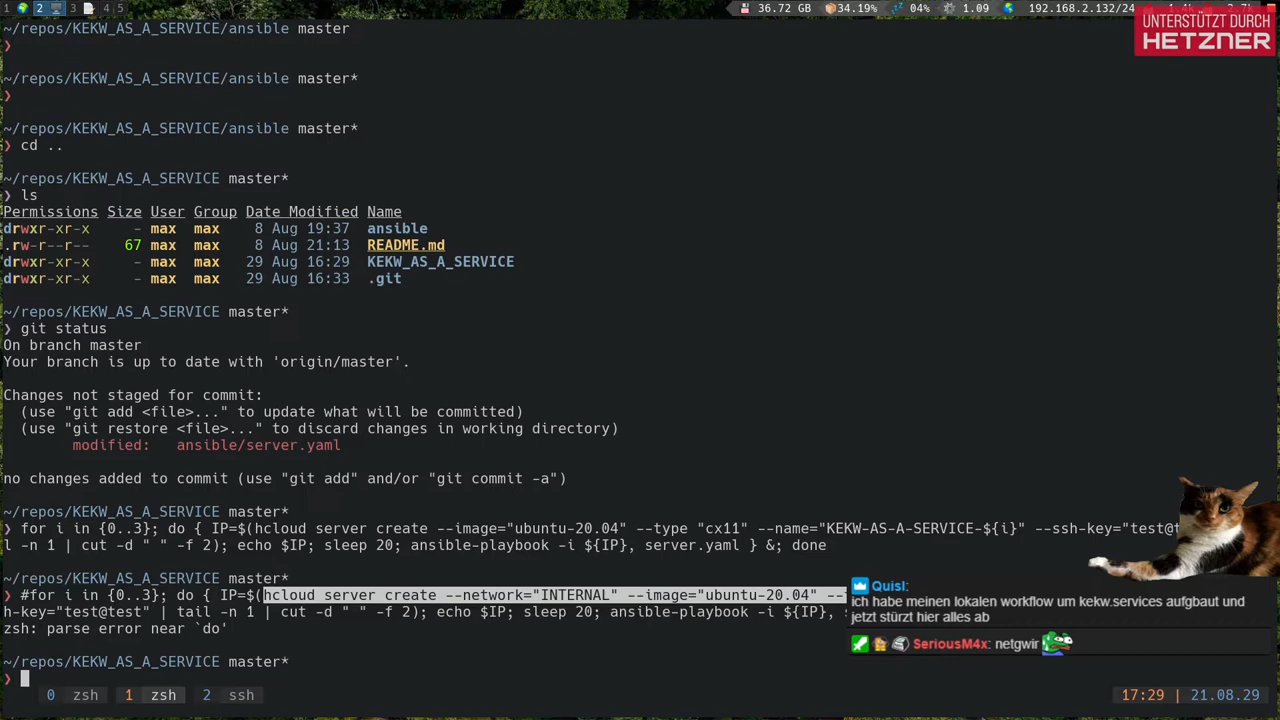 1 2 3 4 5
36.72 GB 34.19% 04% 1.09 192.168.2.132/24 1.4k 2.7k
UNTERSTÜTZT DURCH
HETZNER
~/repos/KEKW_AS_A_SERVICE/ansible master
❯
~/repos/KEKW_AS_A_SERVICE/ansible master*
❯
~/repos/KEKW_AS_A_SERVICE/ansible master*
❯ cd ..
~/repos/KEKW_AS_A_SERVICE master*
❯ ls
Permissions Size User Group Date Modified Name
drwxr-xr-x - max max 8 Aug 19:37 ansible
.rw-r--r-- 67 max max 8 Aug 21:13 README.md
drwxr-xr-x - max max 29 Aug 16:29 KEKW_AS_A_SERVICE
drwxr-xr-x - max max 29 Aug 16:33 .git
~/repos/KEKW_AS_A_SERVICE master*
❯ git status
On branch master
Your branch is up to date with 'origin/master'.
Changes not staged for commit:
(use "git add <file>..." to update what will be committed)
(use "git restore <file>..." to discard changes in working directory)
modified: ansible/server.yaml
no changes added to commit (use "git add" and/or "git commit -a")
~/repos/KEKW_AS_A_SERVICE master*
❯ for i in {0..3}; do { IP=$(hcloud server create --image="ubuntu-20.04" --type "cx11" --name="KEKW-AS-A-SERVICE-${i}" --ssh-key="test@t
l -n 1 | cut -d " " -f 2); echo $IP; sleep 20; ansible-playbook -i ${IP}, server.yaml } &; done
~/repos/KEKW_AS_A_SERVICE master*
❯ #for i in {0..3}; do { IP=$(hcloud server create --network="INTERNAL" --image="ubuntu-20.04" --
h-key="test@test" | tail -n 1 | cut -d " " -f 2); echo $IP; sleep 20; ansible-playbook -i ${IP},
zsh: parse error near `do'
~/repos/KEKW_AS_A_SERVICE master*
❯
Quisl:
ich habe meinen lokalen workflow um kekw.services aufgbaut und
jetzt stürzt hier alles ab
SeriousM4x: netgwir
0 zsh 1 zsh 2 ssh
17:29 | 21.08.29